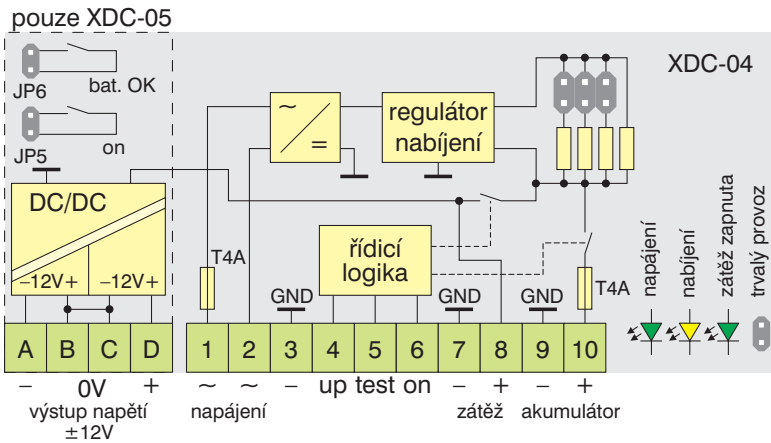 pouze XDC-05
XDC-04
JP6
bat. OK
JP5
on
~
=
regulátor
nabíjení
DC/DC
−12V+
−12V+
T4A
řídicí
logika
GND
GND
GND
T4A
napájení
nabíjení
zátěž zapnuta
trvalý provoz
A B C D
1 2 3 4 5 6 7 8 9 10
− 0V +
~ ~ − up test on − + − +
výstup napětí
±12V
napájení
zátěž
akumulátor